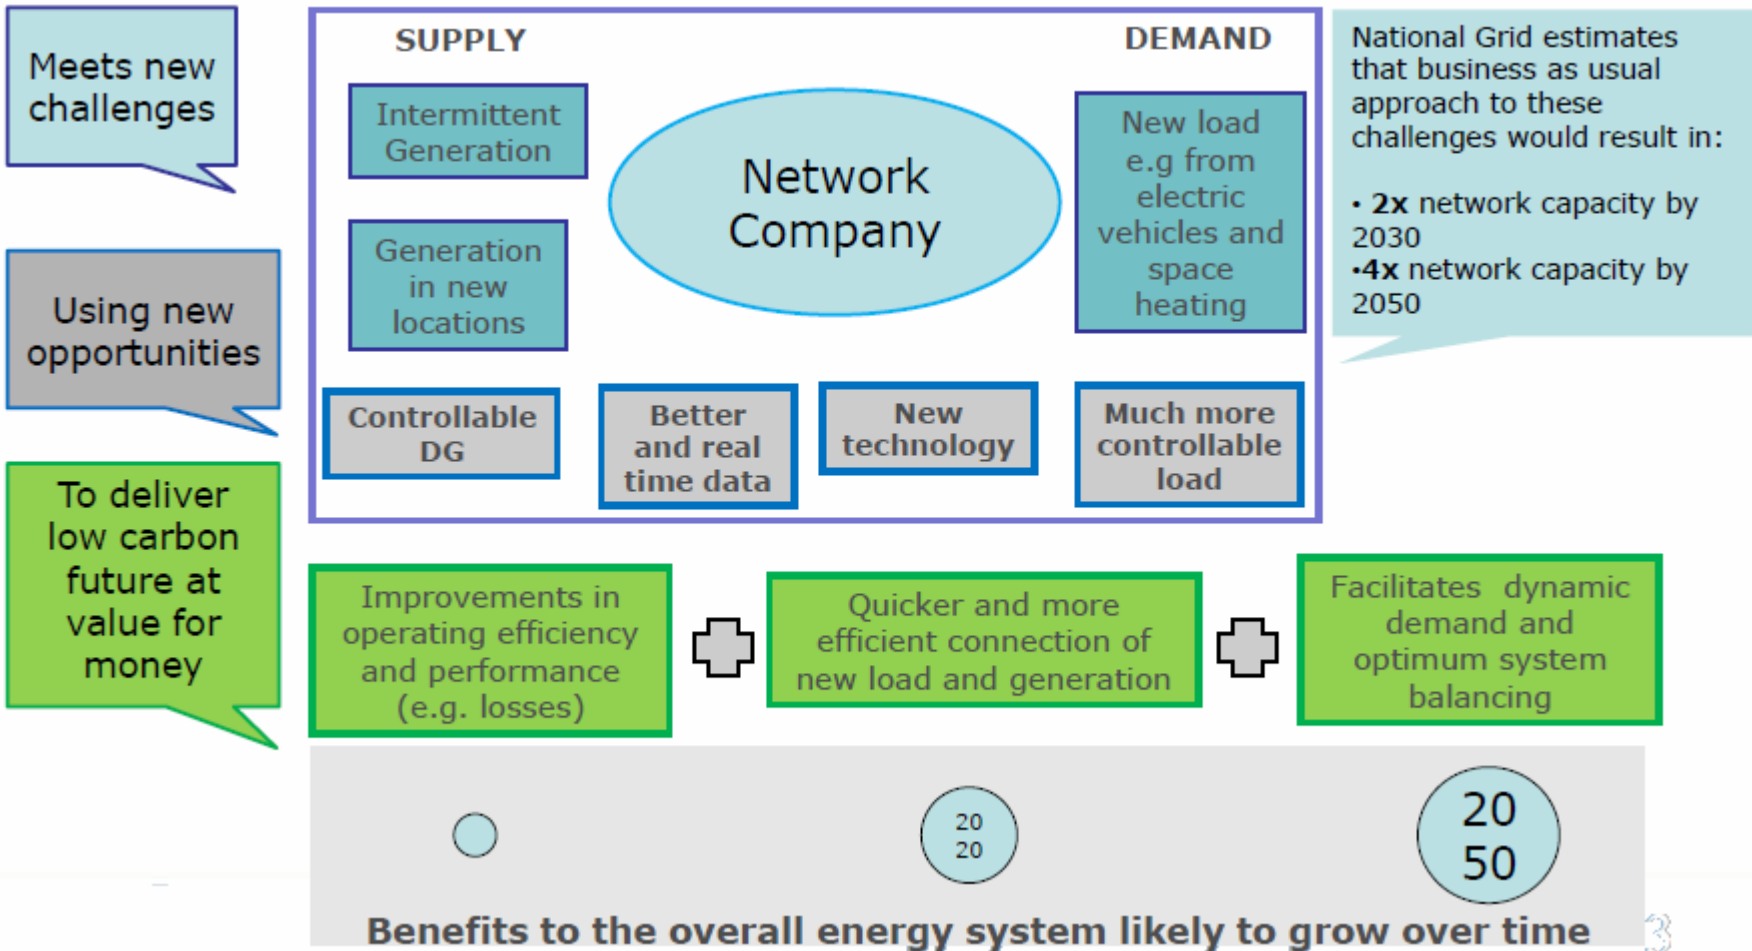 Meets new
challenges
Using new
opportunities
To deliver
low carbon
future at
value for
money
SUPPLY
DEMAND
Intermittent
Generation
Generation
in new
locations
Network
Company
New load
e.g from
electric
vehicles and
space
heating
Controllable
DG
Better
and real
time data
New
technology
Much more
controllable
load
National Grid estimates
that business as usual
approach to these
challenges would result in:
• 2x network capacity by
2030
•4x network capacity by
2050
Improvements in
operating efficiency
and performance
(e.g. losses)
Quicker and more
efficient connection of
new load and generation
Facilitates dynamic
demand and
optimum system
balancing
20
20
20
50
Benefits to the overall energy system likely to grow over time
3